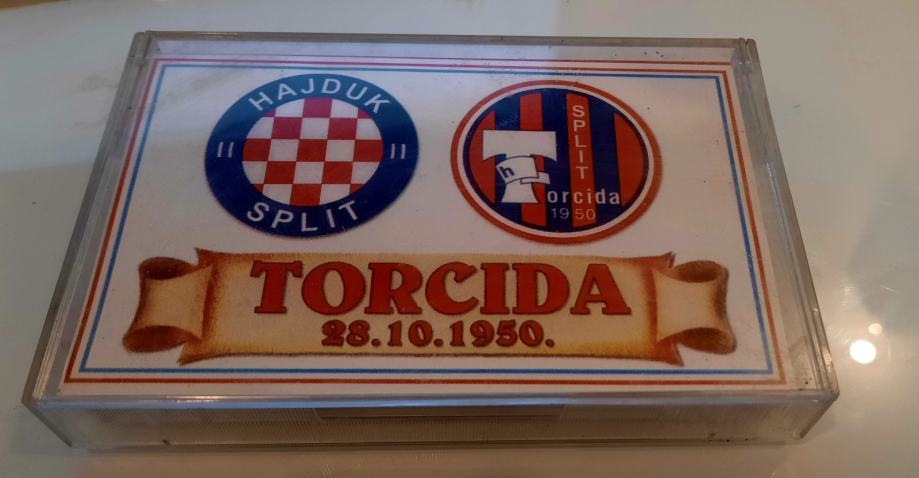 HAJDUK
SPLIT
SPLIT
h
Torcida
1950
TORCIDA
28.10.1950.